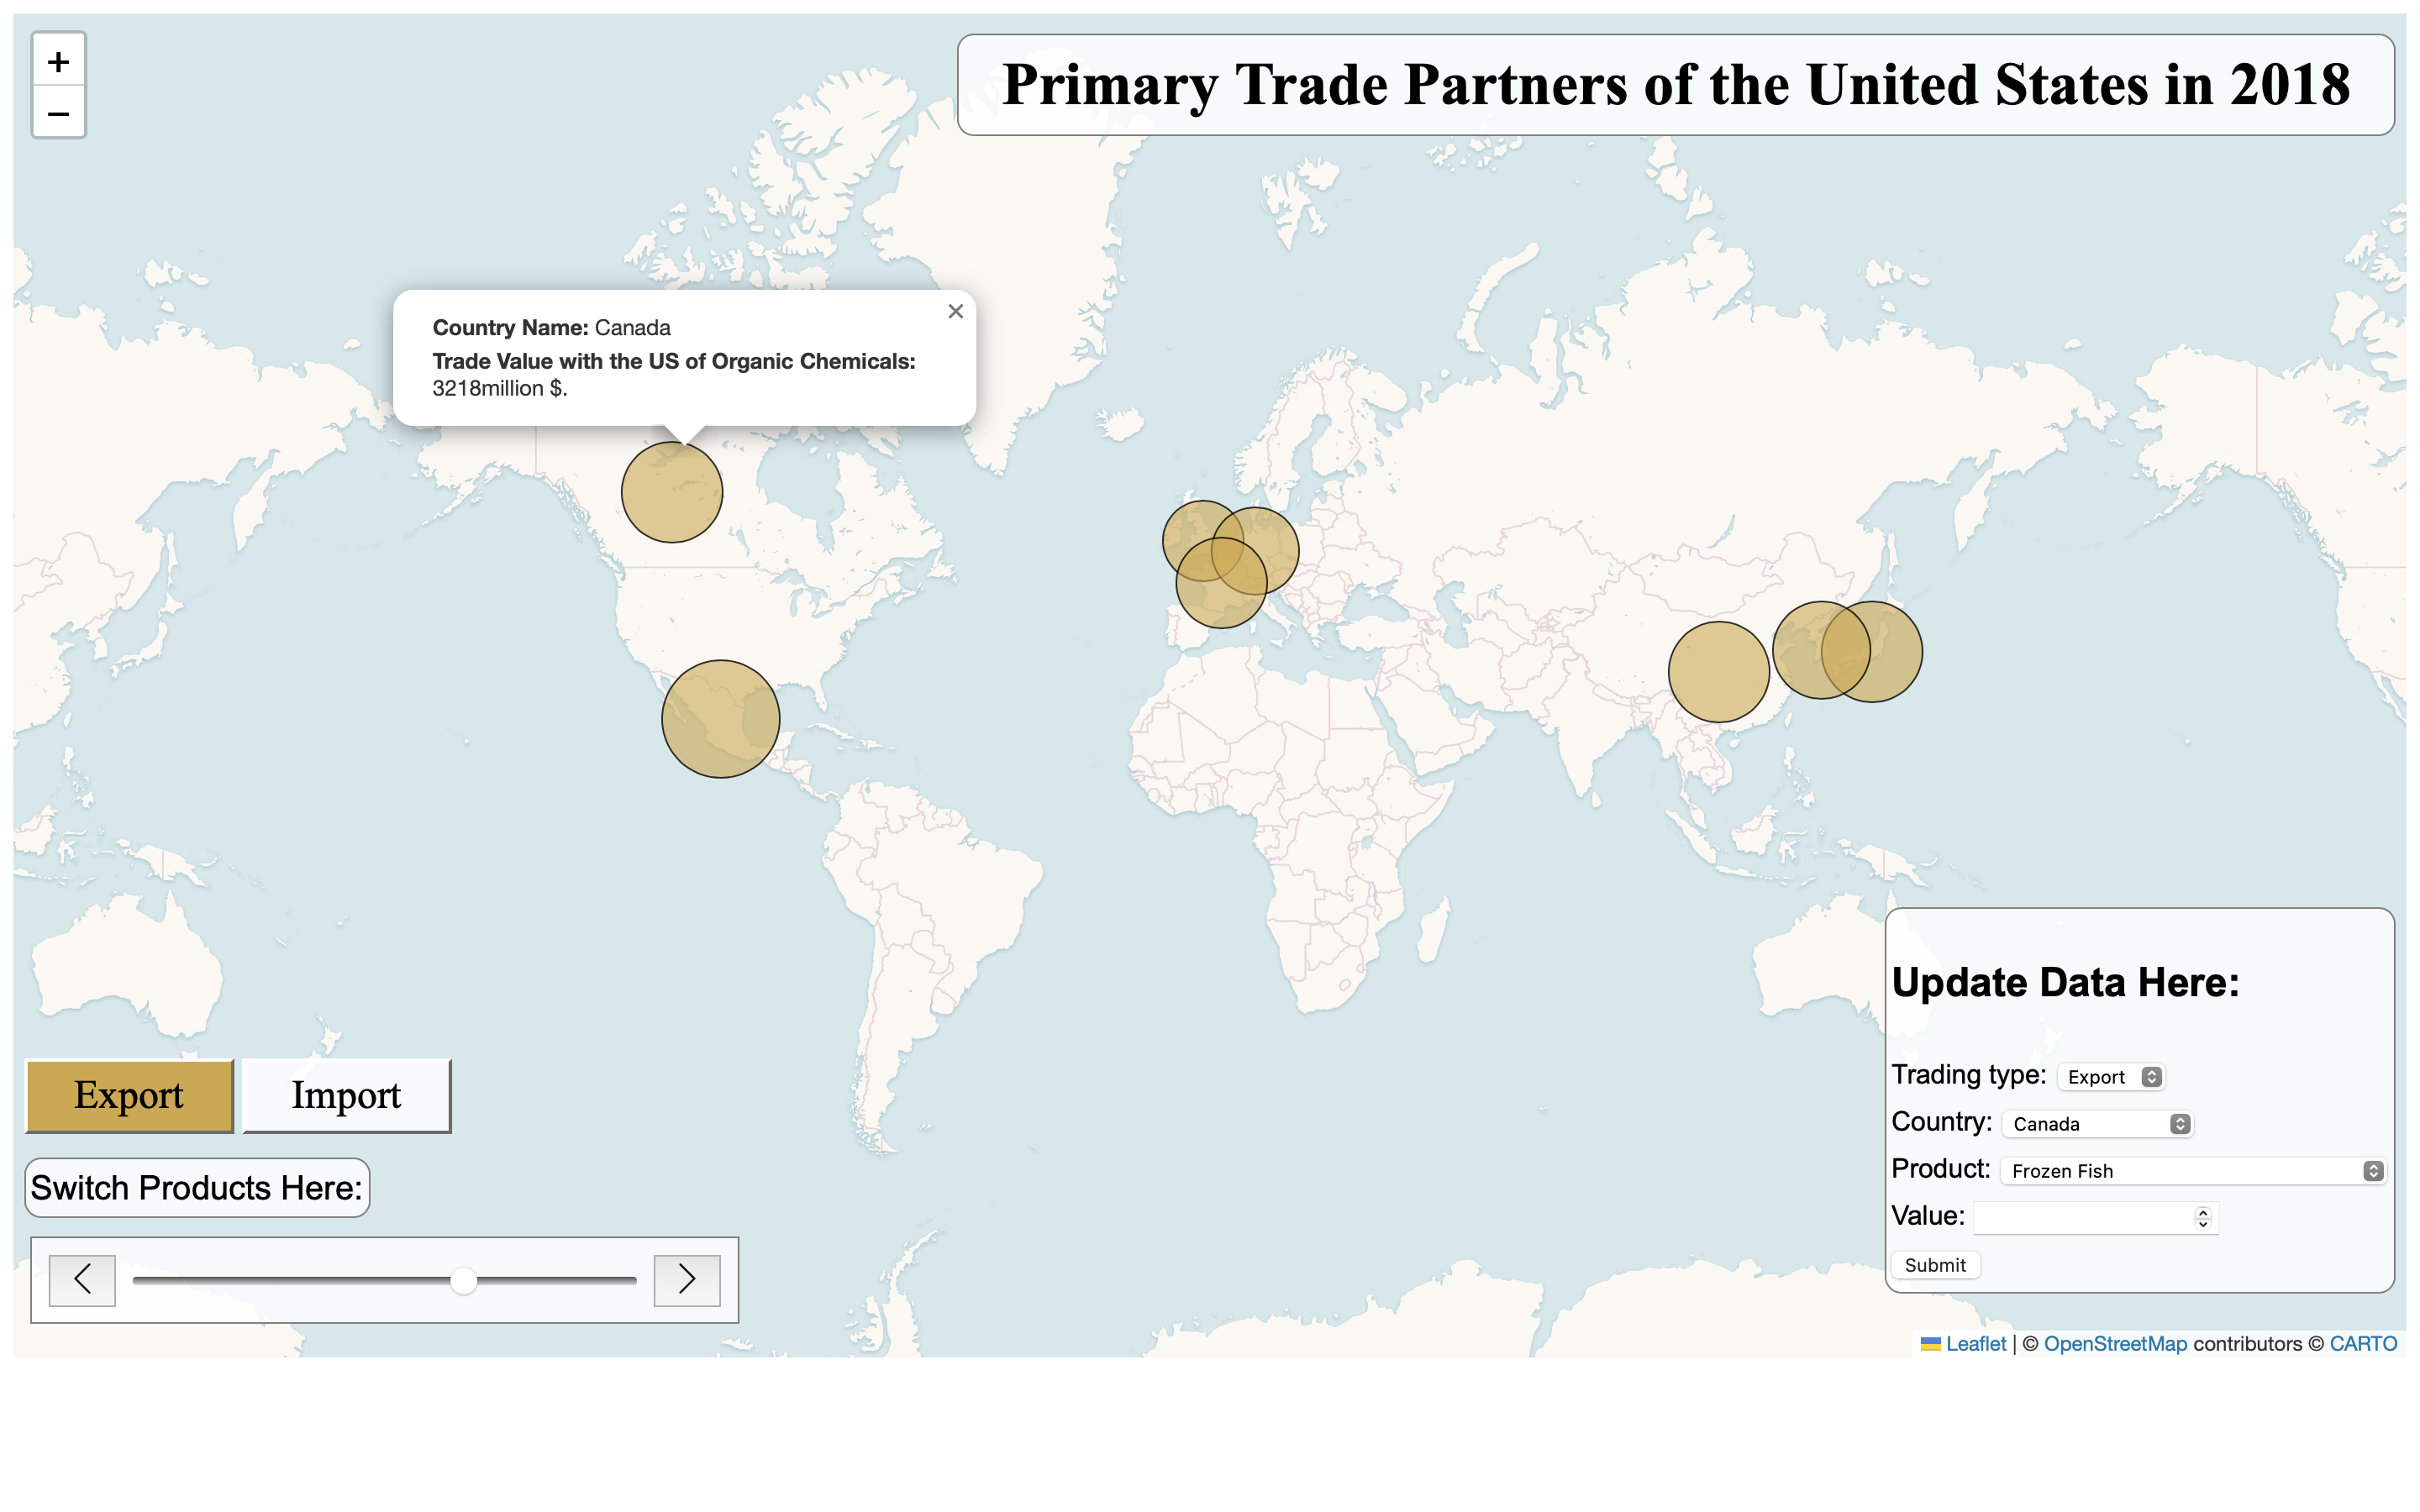 +
−
Primary Trade Partners of the United States in 2018
×
Country Name: Canada
Trade Value with the US of Organic Chemicals:
3218million $.
Export
Import
Switch Products Here:
Update Data Here:
Trading type: Export
Country: Canada
Product: Frozen Fish
Value:
Submit
Leaflet | © OpenStreetMap contributors © CARTO